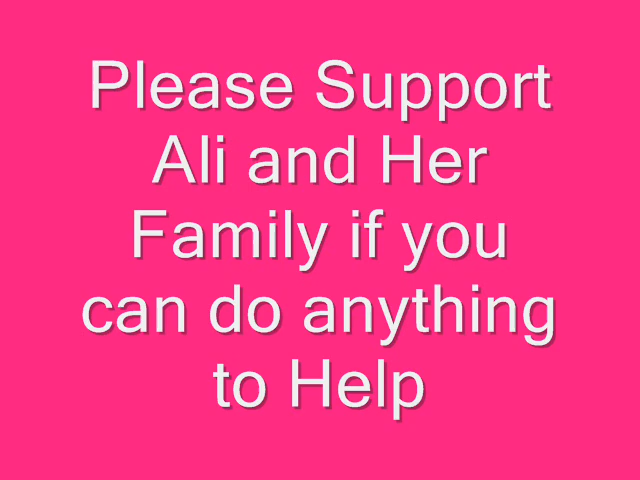 Please Support
Ali and Her
Family if you
can do anything
to Help